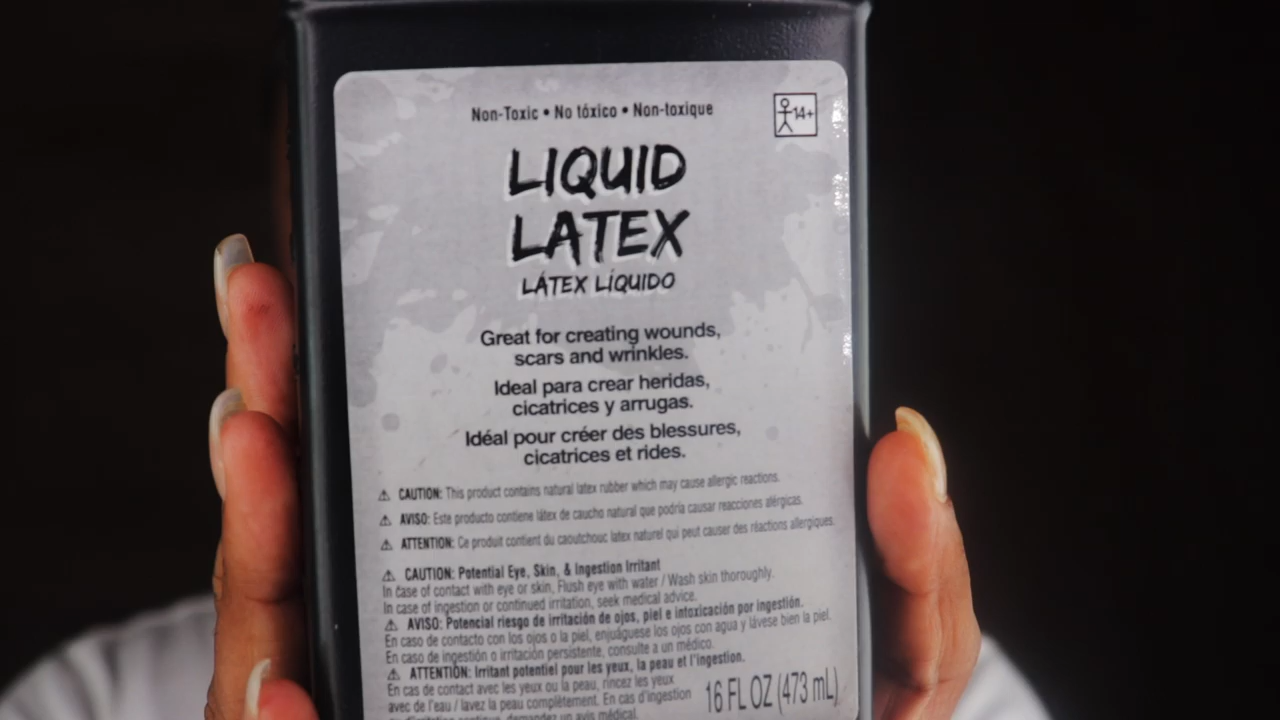 Non-Toxic • No tóxico • Non-toxique
14+
LIQUID
LATEX
LÁTEX LÍQUIDO
Great for creating wounds,
scars and wrinkles.
Ideal para crear heridas,
cicatrices y arrugas.
Idéal pour créer des blessures,
cicatrices et rides.
⚠ CAUTION: This product contains natural latex rubber which may cause allergic reactions.
⚠ AVISO: Este producto contiene látex de caucho natural que podría causar reacciones alérgicas.
⚠ ATTENTION: Ce produit contient du caoutchouc latex naturel qui peut causer des réactions allergiques.
⚠ CAUTION: Potential Eye, Skin, & Ingestion Irritant
In case of contact with eye or skin, Flush eye with water / Wash skin thoroughly.
In case of ingestion or continued irritation, seek medical advice.
⚠ AVISO: Potencial riesgo de irritación de ojos, piel e intoxicación por ingestión.
En caso de contacto con los ojos o la piel, enjuáguese los ojos con agua y lávese bien la piel.
En caso de ingestión o irritación persistente, consulte a un médico.
⚠ ATTENTION: Irritant potentiel pour les yeux, la peau et l'ingestion.
En cas de contact avec les yeux ou la peau, rincez les yeux
avec de l'eau / lavez la peau complètement. En cas d'ingestion
ou d'irritation continue, demandez un avis médical.
16 FL OZ (473 mL)